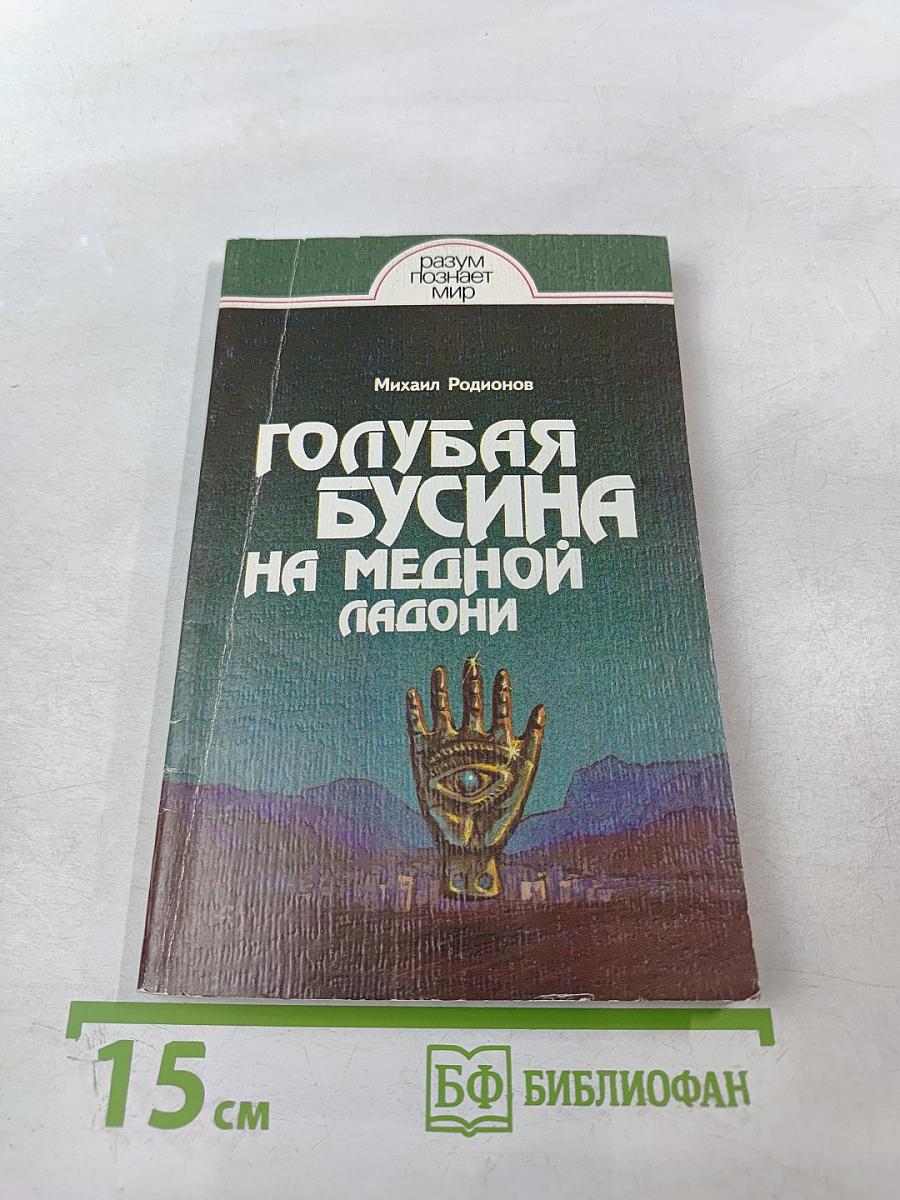 разум
познает
мир
Михаил Родионов
ГОЛУБАЯ
БУСИНА
НА МЕДНОЙ
ЛАДОНИ
15 см
БФ БИБЛИОФАН